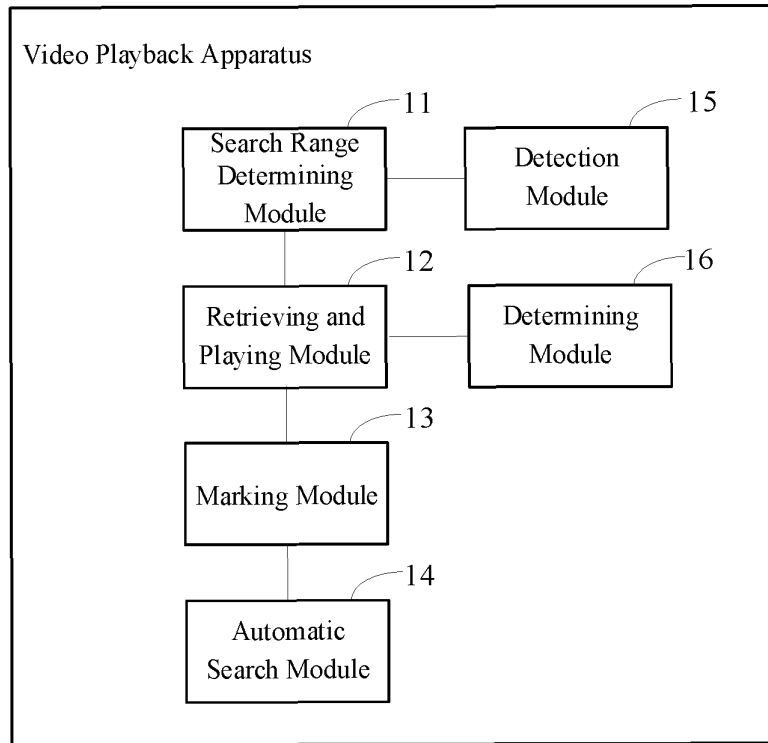 Video Playback Apparatus
11
Search Range
Determining
Module
15
Detection
Module
12
Retrieving and
Playing Module
16
Determining
Module
13
Marking Module
14
Automatic
Search Module